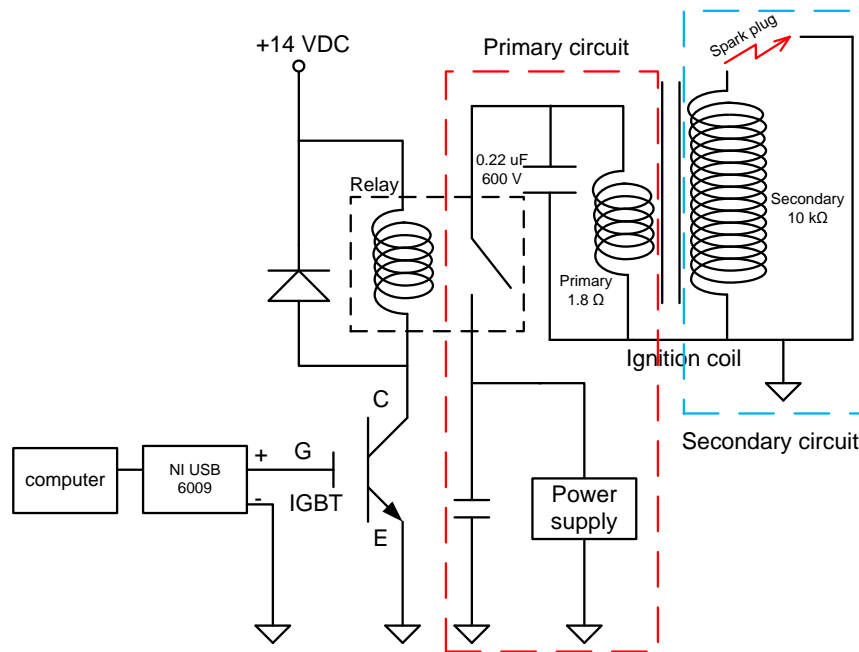 +14 VDC
Primary circuit
Spark plug
0.22 uF
600 V
Relay
Secondary
10 kΩ
Primary
1.8 Ω
Ignition coil
C
Secondary circuit
computer
NI USB
6009
+
-
G
IGBT
E
Power
supply